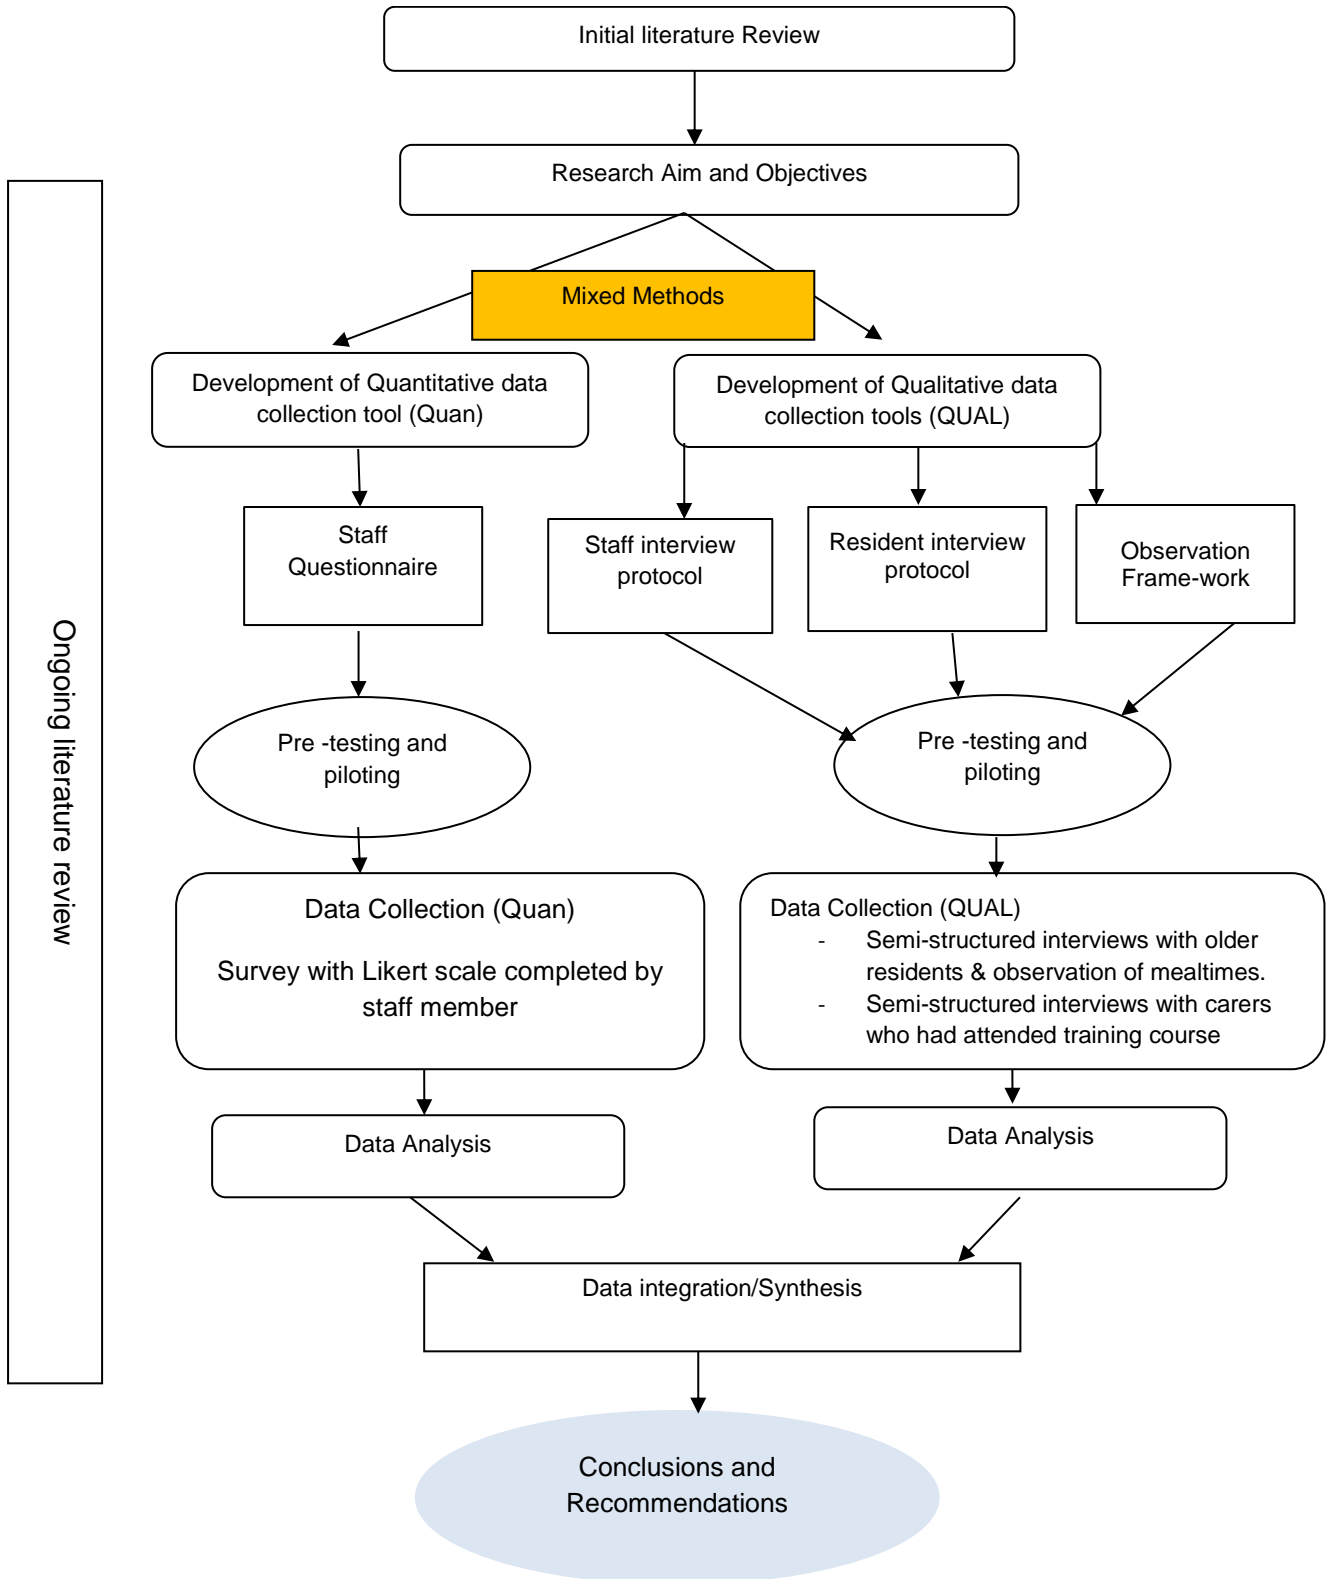 Initial literature Review
Research Aim and Objectives
Mixed Methods
Development of Quantitative data
collection tool (Quan)
Development of Qualitative data
collection tools (QUAL)
Staff
Questionnaire
Staff interview
protocol
Resident interview
protocol
Observation
Frame-work
Ongoing literature review
Pre -testing and
piloting
Pre -testing and
piloting
Data Collection (Quan)
Survey with Likert scale completed by
staff member
Data Collection (QUAL)
- Semi-structured interviews with older
residents & observation of mealtimes.
- Semi-structured interviews with carers
who had attended training course
Data Analysis
Data Analysis
Data integration/Synthesis
Conclusions and
Recommendations